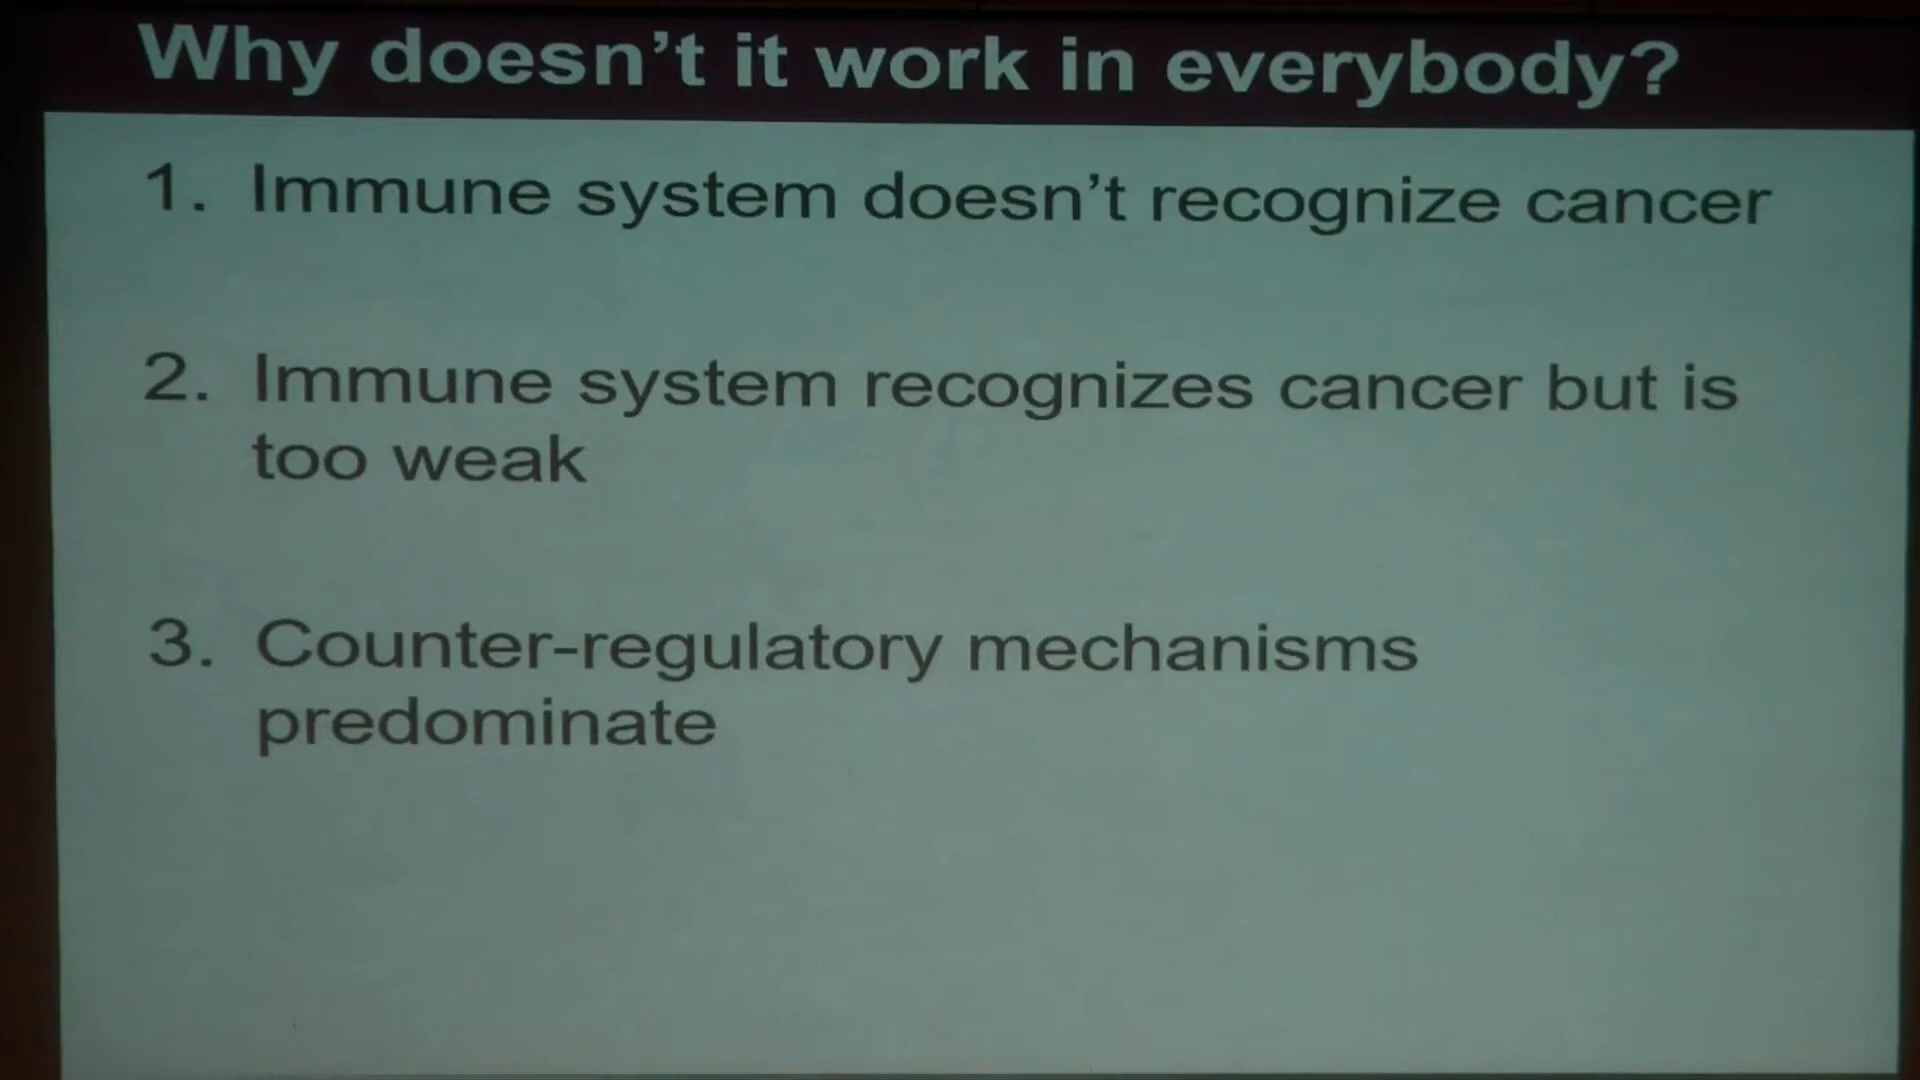 Why doesn't it work in everybody?
1. Immune system doesn't recognize cancer
2. Immune system recognizes cancer but is
too weak
3. Counter-regulatory mechanisms
predominate